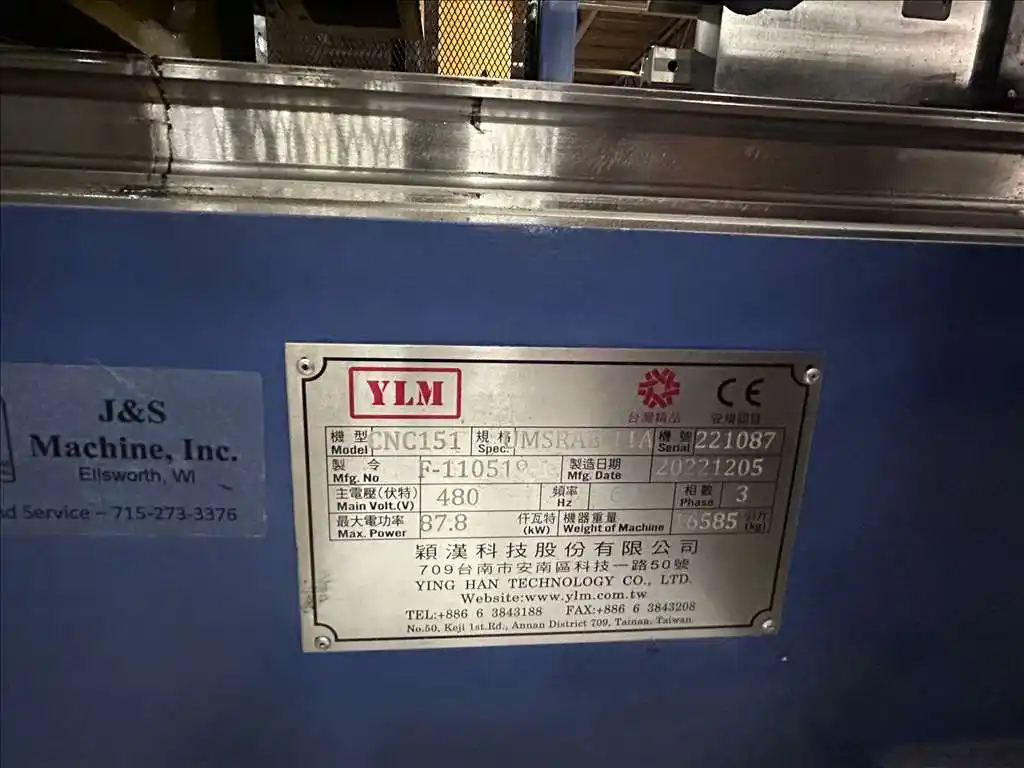 J&S
Machine, Inc.
Ellsworth, WI
Service – 715-273-3376
YLM
台灣精品
CE
機型 Model CNC151 規格 Spec. 機號 Serial 221087
製令 Mfg. No 製造日期 Mfg. Date 20221205
主電壓(伏特) Main Volt.(V) 480 頻率 Hz 相數 Phase 3
最大電功率 Max. Power 87.8 仟瓦特 (kW) 機器重量 Weight of Machine 16585 公斤 (kg)
穎漢科技股份有限公司
709台南市安南區科技一路50號
YING HAN TECHNOLOGY CO., LTD.
Website:www.ylm.com.tw
TEL:+886 6 3843188 FAX:+886 6 3843208
No.50, Keji 1st.Rd., Annan District 709, Tainan, Taiwan